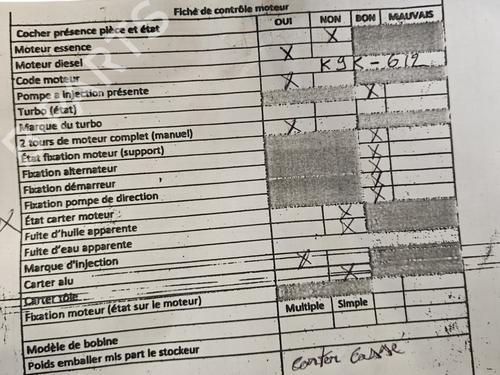 Fiché de contrôle moteur
Cocher présence pièce et état OUI NON BON MAUVAIS
Moteur essence X
Moteur diesel X
Code moteur K9K-612
Pompe a injection présente X
Turbo (état) X
Marque du turbo
2 tours de moteur complet (manuel) X
État fixation moteur (support) X
Fixation alternateur X
Fixation démarreur X
Fixation pompe de direction X
État carter moteur X
Fuite d'huile apparente X
Fuite d'eau apparente X
Marque d'injection
Carter alu X
Carter tôle X
Fixation moteur (état sur le moteur)
Multiple Simple
Modèle de bobine
Poids emballer mis part le stockeur
carter cassé